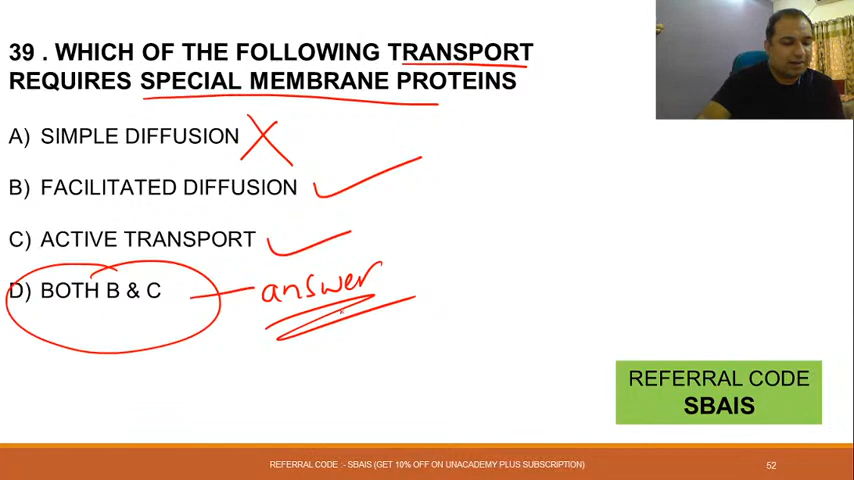 39 . WHICH OF THE FOLLOWING TRANSPORT
REQUIRES SPECIAL MEMBRANE PROTEINS
A) SIMPLE DIFFUSION
B) FACILITATED DIFFUSION
C) ACTIVE TRANSPORT
D) BOTH B & C
answer
REFERRAL CODE
SBAIS
REFERRAL CODE :- SBAIS (GET 10% OFF ON UNACADEMY PLUS SUBSCRIPTION)
52